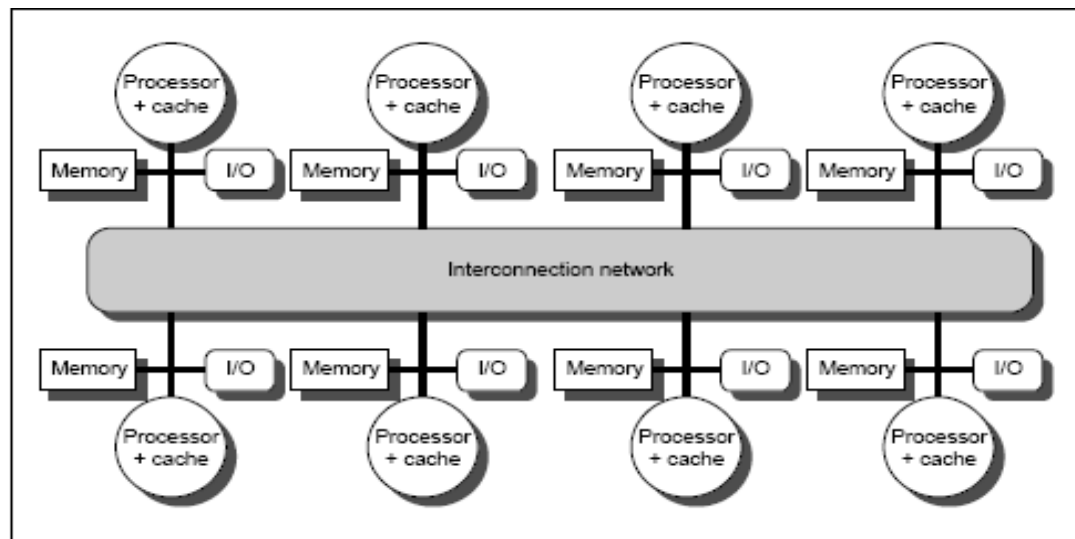 Processor
+ cache
Processor
+ cache
Processor
+ cache
Processor
+ cache
Memory
I/O
Memory
I/O
Memory
I/O
Memory
I/O
Interconnection network
Memory
I/O
Memory
I/O
Memory
I/O
Memory
I/O
Processor
+ cache
Processor
+ cache
Processor
+ cache
Processor
+ cache